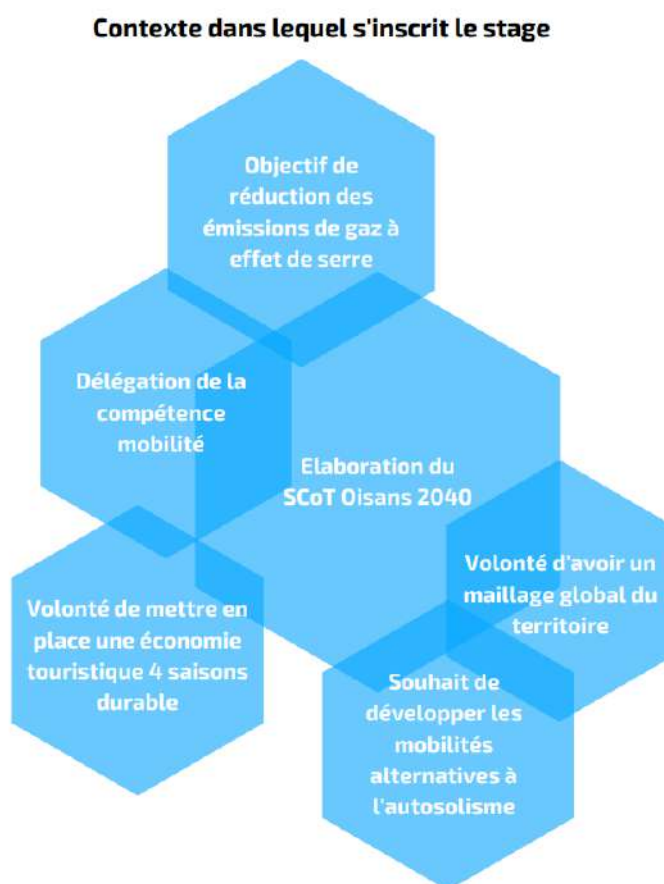 Contexte dans lequel s'inscrit le stage
Objectif de
réduction des
émissions de gaz à
effet de serre
Délégation de la
compétence
mobilité
Elaboration du
SCoT Oisans 2040
Volonté d'avoir un
maillage global du
territoire
Volonté de mettre en
place une économie
touristique 4 saisons
durable
Souhait de
développer les
mobilités
alternatives à
l'autosolisme